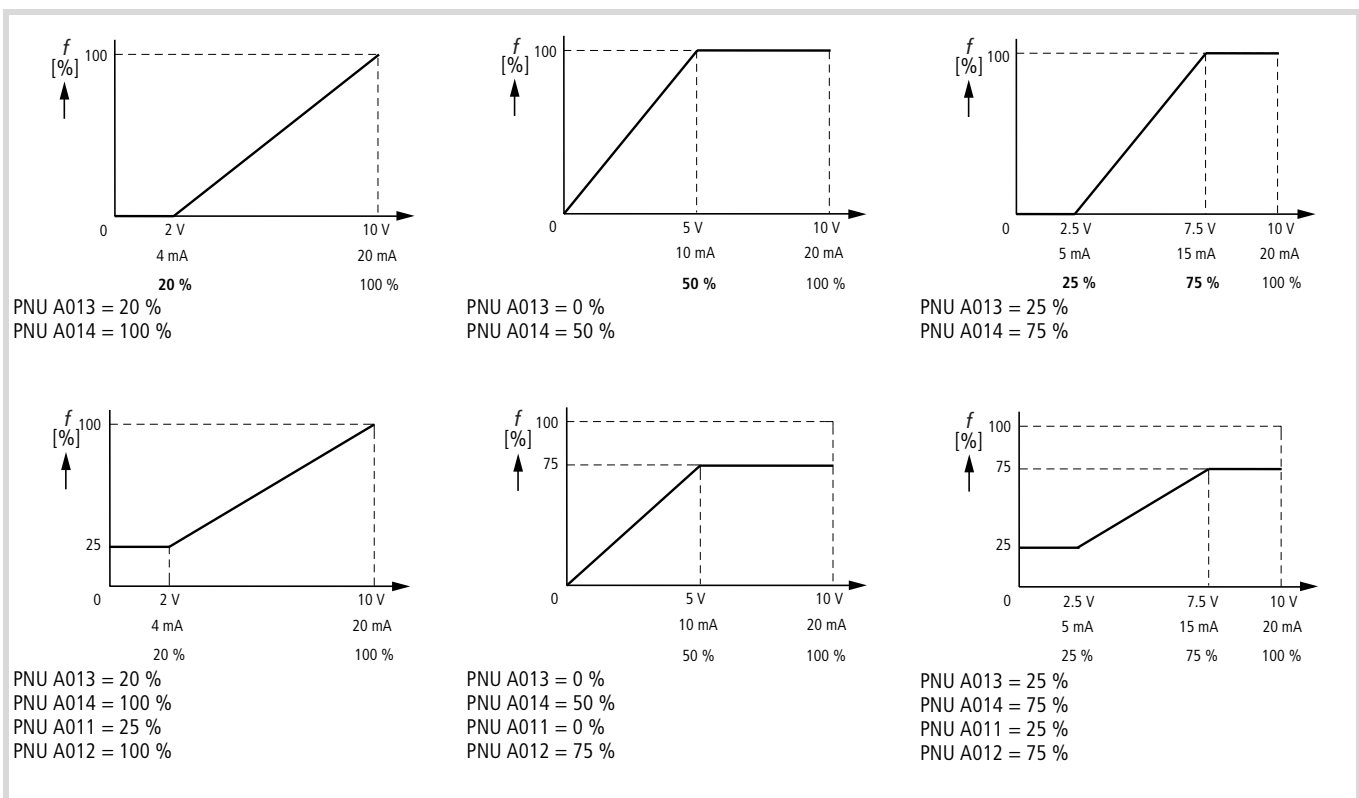 f
[%]
100
0
2 V
10 V
4 mA
20 mA
20 %
100 %
PNU A013 = 20 %
PNU A014 = 100 %
f
[%]
100
0
5 V
10 V
10 mA
20 mA
50 %
100 %
PNU A013 = 0 %
PNU A014 = 50 %
f
[%]
100
0
2.5 V
7.5 V
10 V
5 mA
15 mA
20 mA
25 %
75 %
100 %
PNU A013 = 25 %
PNU A014 = 75 %
f
[%]
100
25
0
2 V
10 V
4 mA
20 mA
20 %
100 %
PNU A013 = 20 %
PNU A014 = 100 %
PNU A011 = 25 %
PNU A012 = 100 %
f
[%]
100
75
0
5 V
10 V
10 mA
20 mA
50 %
100 %
PNU A013 = 0 %
PNU A014 = 50 %
PNU A011 = 0 %
PNU A012 = 75 %
f
[%]
100
75
25
0
2.5 V
7.5 V
10 V
5 mA
15 mA
20 mA
25 %
75 %
100 %
PNU A013 = 25 %
PNU A014 = 75 %
PNU A011 = 25 %
PNU A012 = 75 %